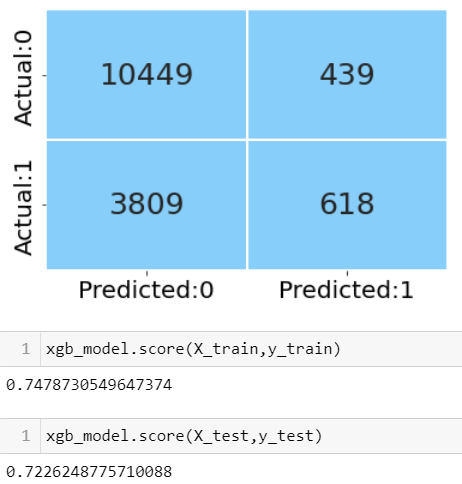 Actual:0
10449 439
Actual:1
3809 618
Predicted:0 Predicted:1
1 xgb_model.score(X_train,y_train)
0.7478730549647374
1 xgb_model.score(X_test,y_test)
0.7226248775710088